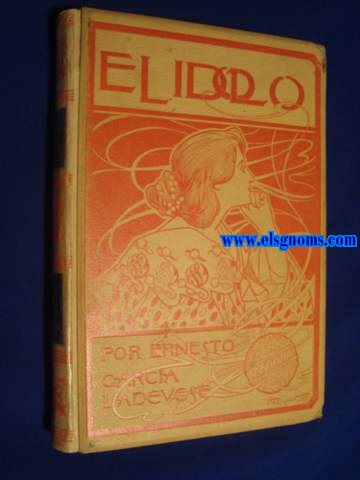 EL IDOLO
www.elsgnoms.com
POR ERNESTO
GARCIA
LADEVESE